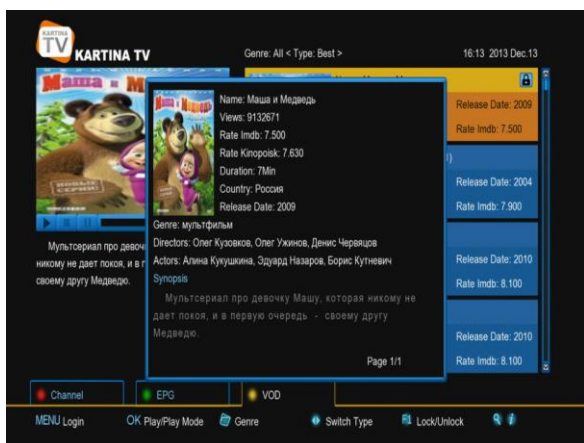 KARTINA TV
KARTINA TV
Genre: All < Type: Best >
16:13 2013 Dec.13
Маша и М
Release Date: 2009
Rate Imdb: 7.500
Name: Маша и Медведь
Views: 9132671
Rate Imdb: 7.500
Rate Kinopoisk: 7.630
Duration: 7Min
Country: Россия
Release Date: 2009
Genre: мультфильм
Directors: Олег Кузовков, Олег Ужинов, Денис Червяцов
Actors: Алина Кукушкина, Эдуард Назаров, Борис Кутневич
Synopsis
Мультсериал про девочку Машу, которая никому не
дает покоя, и в первую очередь - своему другу
Медведю.
Page 1/1
НОВЫЕ
СЕРИИ!
Мультсериал про девоч
никому не дает покоя, и в п
своему другу Медведю.
Release Date: 2004
Rate Imdb: 7.900
Release Date: 2010
Rate Imdb: 8.100
Release Date: 2010
Rate Imdb: 8.100
Channel
EPG
VOD
MENU Login
OK Play/Play Mode
Genre
Switch Type
F1 Lock/Unlock